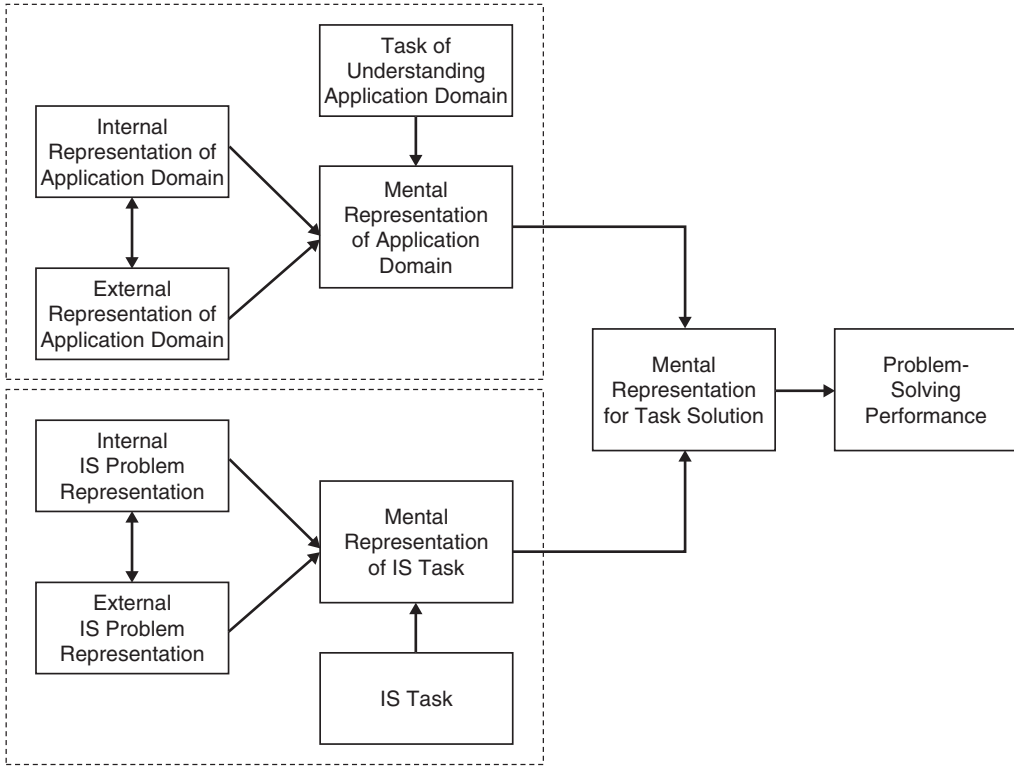 Task of
Understanding
Application Domain
Internal
Representation of
Application Domain
Mental
Representation
of Application
Domain
External
Representation of
Application Domain
Mental
Representation
for Task Solution
Problem-
Solving
Performance
Internal
IS Problem
Representation
Mental
Representation
of IS Task
External
IS Problem
Representation
IS Task